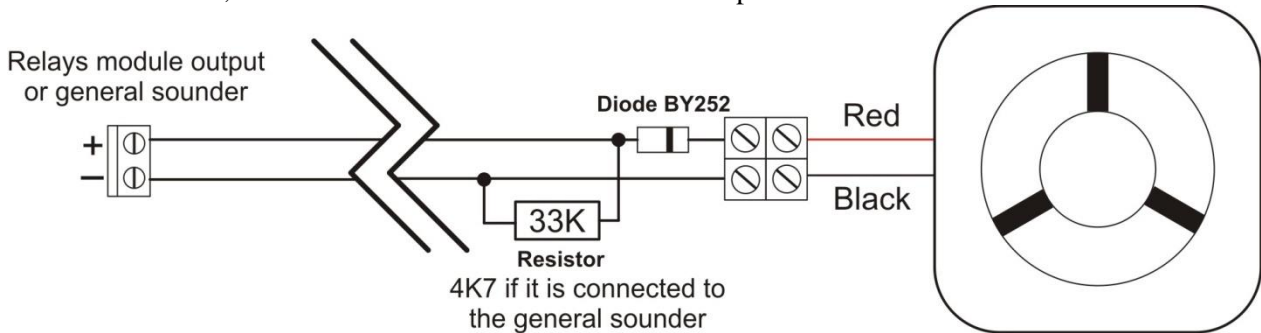 Relays module output
or general sounder
+
−
Diode BY252
Red
Black
33K
Resistor
4K7 if it is connected to
the general sounder